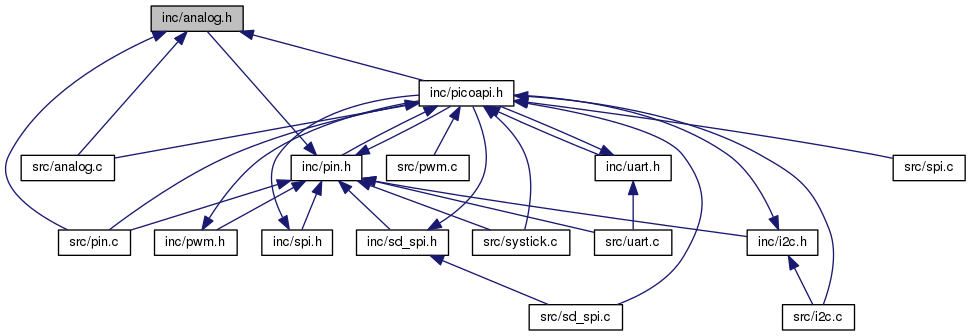 inc/analog.h
inc/picoapi.h
src/analog.c
inc/pin.h
src/pwm.c
inc/uart.h
src/spi.c
src/pin.c
inc/pwm.h
inc/spi.h
inc/sd_spi.h
src/systick.c
src/uart.c
inc/i2c.h
src/sd_spi.c
src/i2c.c